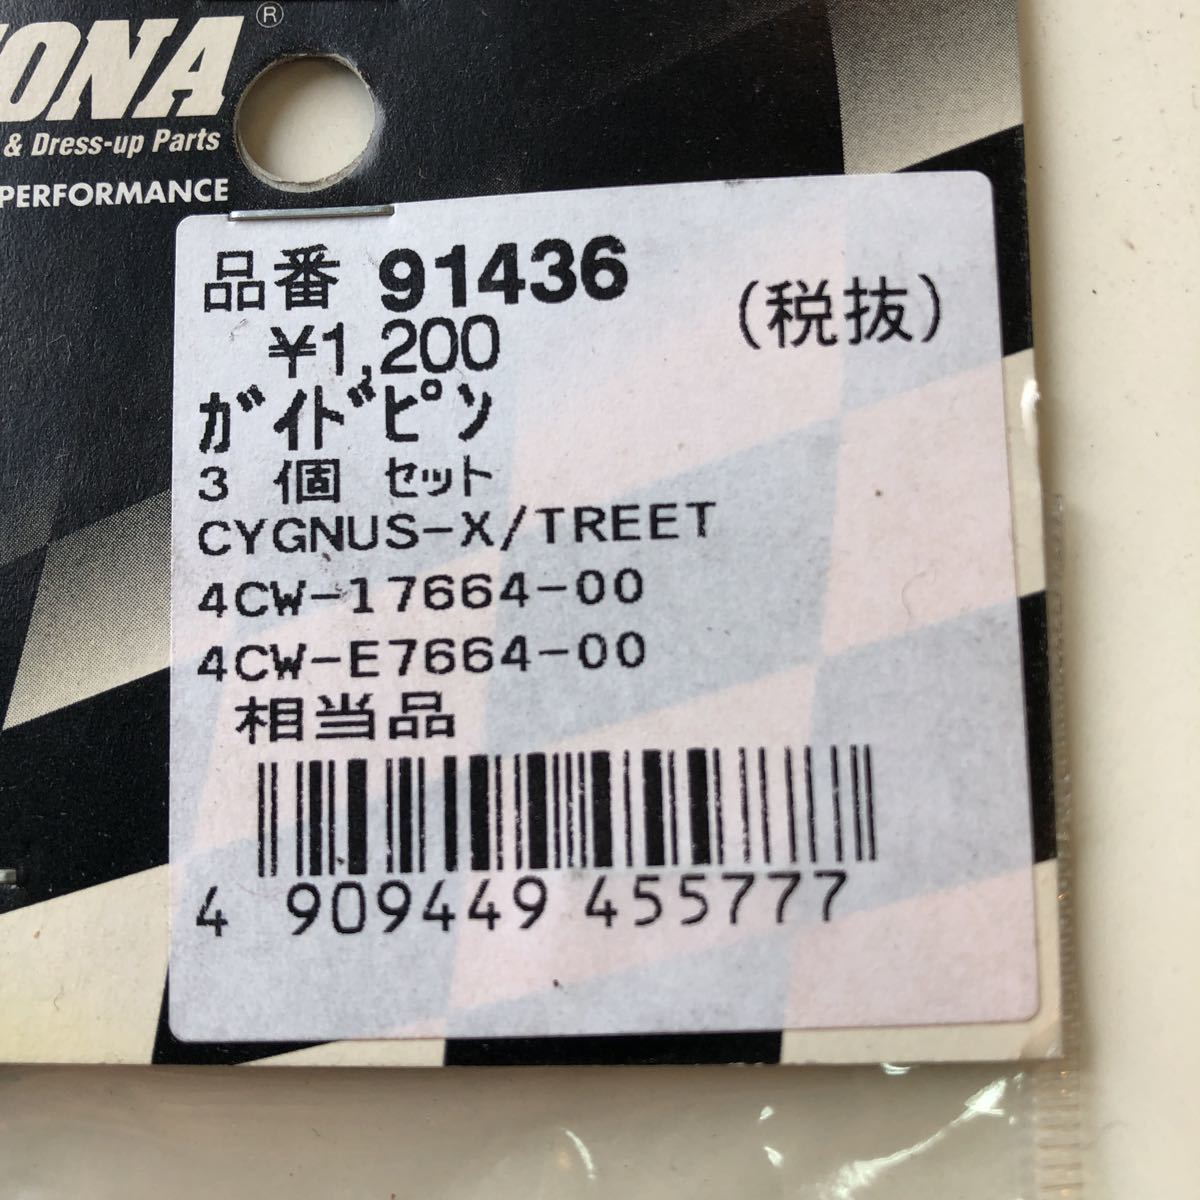 ONA®
& Dress-up Parts
PERFORMANCE
品番 91436
¥1,200 (税抜)
ｶﾞｲﾄﾞﾋﾟﾝ
3 個 ｾｯﾄ
CYGNUS-X/TREET
4CW-17664-00
4CW-E7664-00
相当品
4 909449 455777